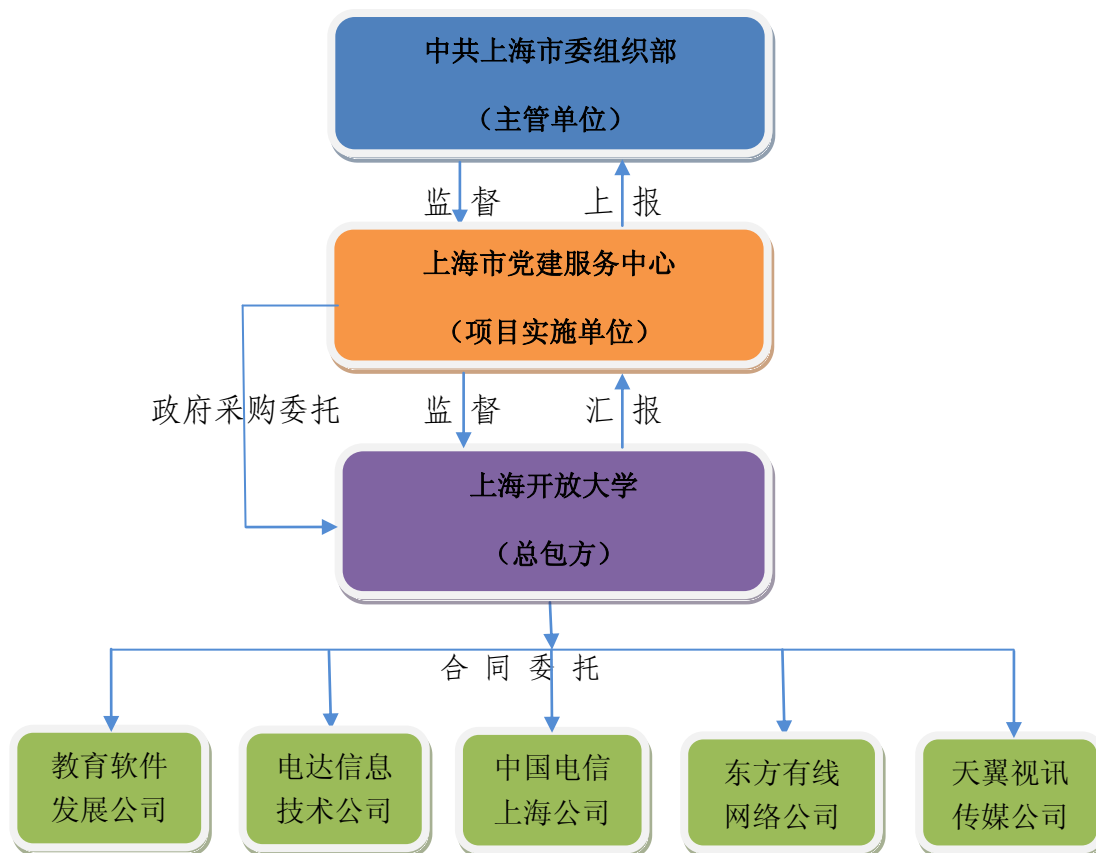 中共上海市委组织部
（主管单位）
监督
上报
上海市党建服务中心
（项目实施单位）
政府采购委托
监督
汇报
上海开放大学
（总包方）
合同委托
教育软件
发展公司
电达信息
技术公司
中国电信
上海公司
东方有线
网络公司
天翼视讯
传媒公司